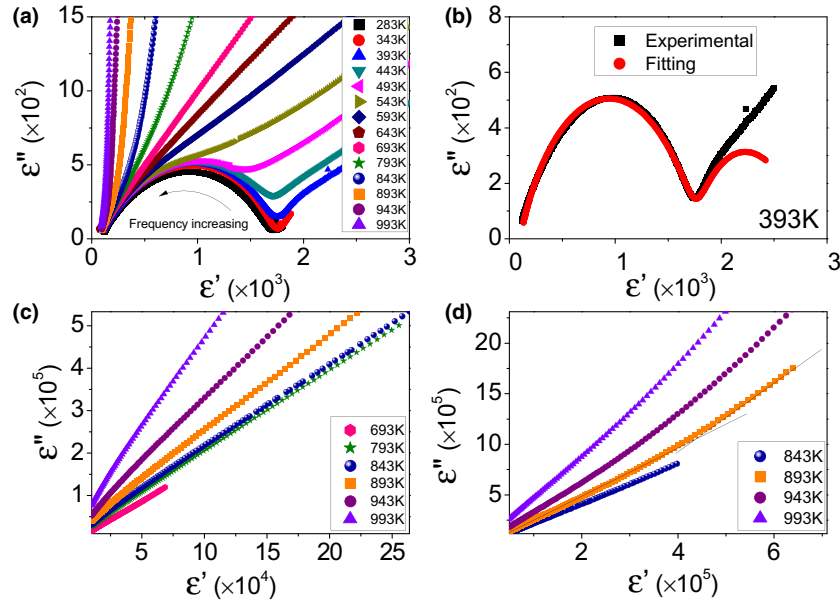 (a)
ε'' (×10²)
15
10
5
0
0
1
2
3
ε' (×10³)
Frequency increasing
283K
343K
393K
443K
493K
543K
593K
643K
693K
793K
843K
893K
943K
993K
(b)
ε'' (×10²)
8
6
4
2
0
0
1
2
3
ε' (×10³)
Experimental
Fitting
393K
(c)
ε'' (×10⁵)
5
4
3
2
1
5
10
15
20
25
ε' (×10⁴)
693K
793K
843K
893K
943K
993K
(d)
ε'' (×10⁵)
20
15
10
5
2
4
6
ε' (×10⁵)
843K
893K
943K
993K